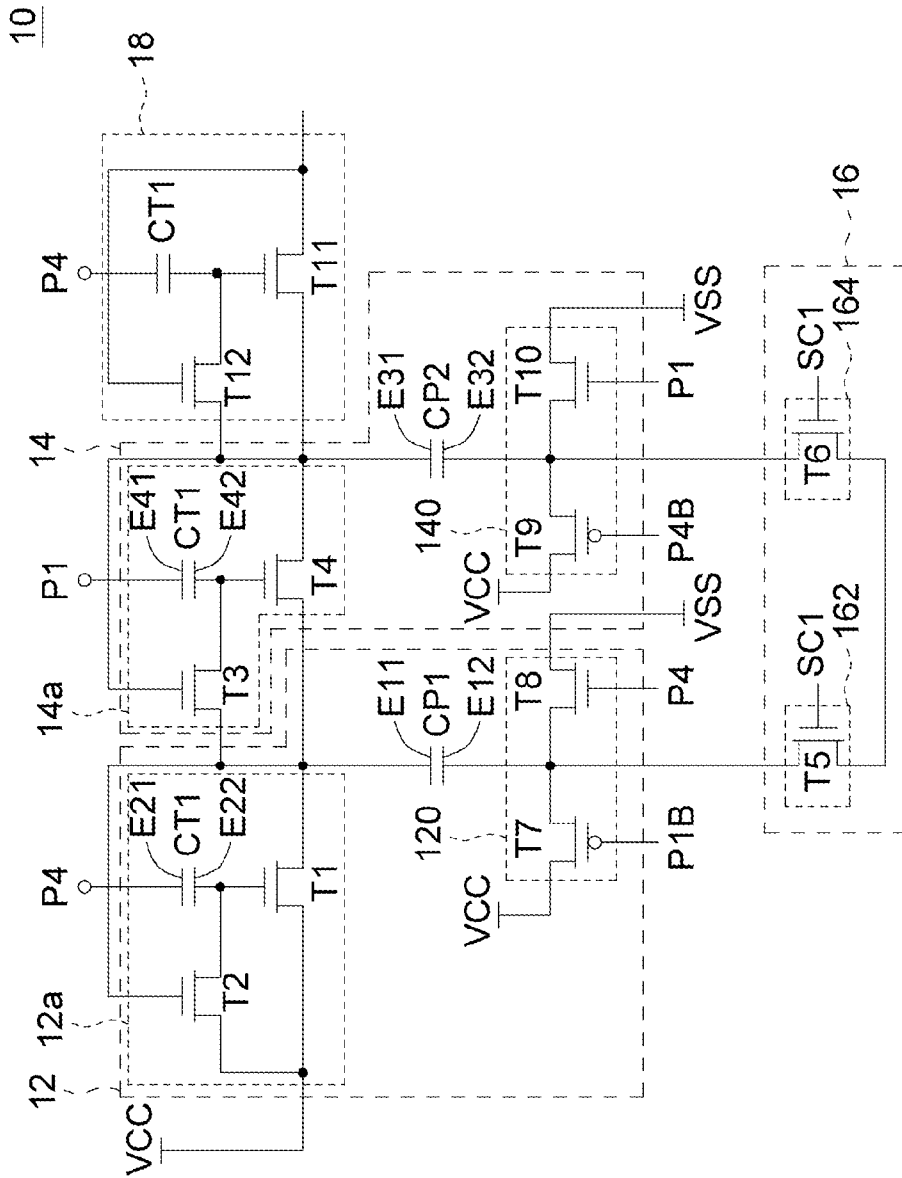 10
18
P4
CT1
T12
T11
14
14a
P1
E41
CT1
E42
T3
T4
12
12a
P4
E21
CT1
E22
T2
T1
VCC
E31
CP2
E32
140
VCC
T9
T10
VSS
P4B
P1
E11
CP1
E12
120
VCC
T7
T8
VSS
P1B
P4
16
164
SC1
T6
162
SC1
T5